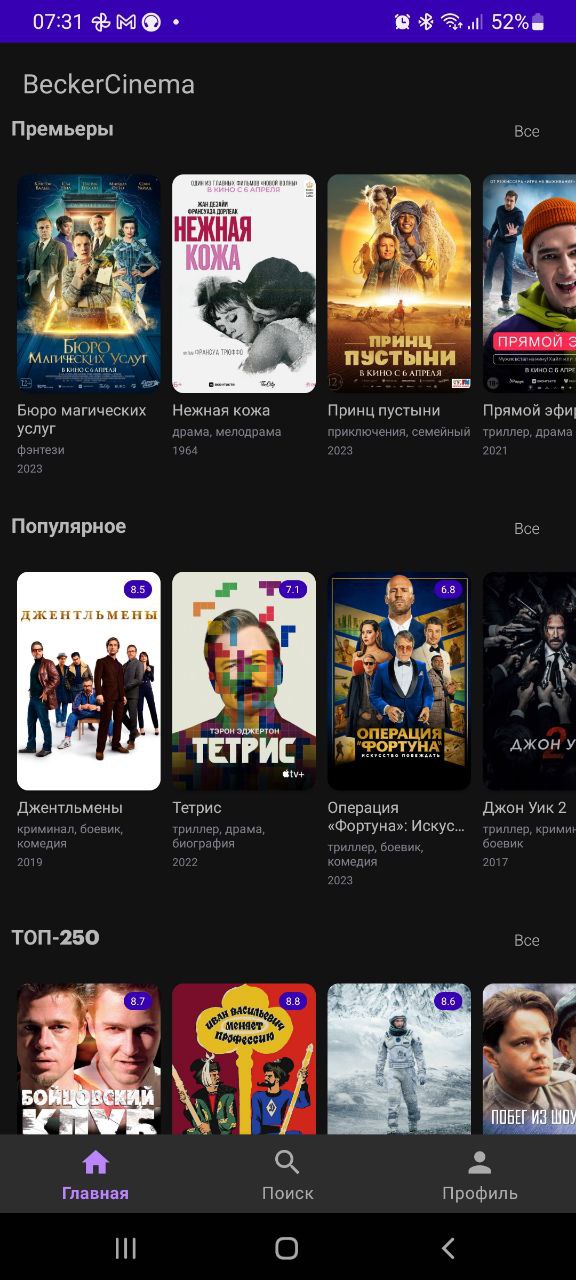 07:31
52%
BeckerCinema
Премьеры
Все
БЮРО
МАГИЧЕСКИХ УСЛУГ
В КИНО С 6 АПРЕЛЯ
ОДИН ИЗ ГЛАВНЫХ ФИЛЬМОВ «НОВОЙ ВОЛНЫ»
В КИНО С 6 АПРЕЛЯ
ЖАН ДЕЗАЙИ
ФРАНСУАЗА ДОРЛЕАК
НЕЖНАЯ
КОЖА
ФРАНСУА ТРЮФФО
ПРИНЦ
ПУСТЫНИ
В КИНО С 6 АПРЕЛЯ
ПРЯМОЙ Э
Бюро магических
услуг
фэнтези
2023
Нежная кожа
драма, мелодрама
1964
Принц пустыни
приключения, семейный
2023
Прямой эфир
триллер, драма
2021
Популярное
Все
8.5
ДЖЕНТЛЬМЕНЫ
7.1
ТЭРОН ЭДЖЕРТОН
ТЕТРИС
tv+
6.8
ОПЕРАЦИЯ
"ФОРТУНА"
ИСКУССТВО ПОБЕЖДАТЬ
ДЖОН У
2
Джентльмены
криминал, боевик,
комедия
2019
Тетрис
триллер, драма,
биография
2022
Операция
«Фортуна»: Искус...
триллер, боевик,
комедия
2023
Джон Уик 2
триллер, кримин
боевик
2017
ТОП-250
Все
8.7
БОЙЦОВСКИЙ
КЛУБ
8.8
ИВАН ВАСИЛЬЕВИЧ
МЕНЯЕТ
ПРОФЕССИЮ
8.6
ПОБЕГ ИЗ ШОУ
Главная
Поиск
Профиль